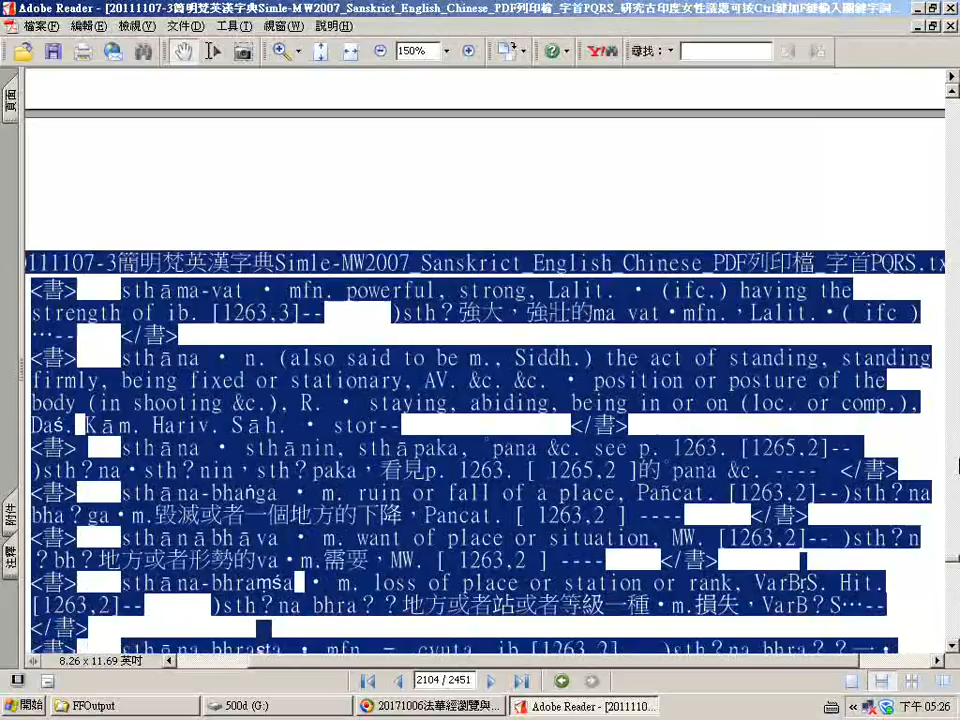 Adobe Reader - [20111107-3簡明梵英漢字典Simle-MW2007_Sanskrict_English_Chinese_PDF列印檔_字首PQRS_研究古印度女性議題可按Ctrl鍵加F鍵輸入關鍵字詞...
檔案(F) 編輯(E) 檢視(V) 文件(D) 工具(T) 視窗(W) 說明(H)
150% Y! 尋找:
頁面
附件
注釋
0111107-3簡明梵英漢字典Simle-MW2007_Sanskrict_English_Chinese_PDF列印檔_字首PQRS.tx
<書> sthāma-vat • mfn. powerful, strong, Lalit. • (ifc.) having the
strength of ib. [1263,3]-- )sth?強大，強壯的ma vat•mfn.，Lalit.•( ifc )
…-- </書>
<書> sthāna • n. (also said to be m., Siddh.) the act of standing, standing
firmly, being fixed or stationary, AV. &c. &c. • position or posture of the
body (in shooting &c.), R. • staying, abiding, being in or on (loc. or comp.),
Daś. Kām. Hariv. Sāh. • stor-- </書>
<書> sthāna • sthānin, sthāpaka, °pana &c. see p. 1263. [1265,2]--
)sth?na•sth?nin，sth?paka，看見p. 1263. [ 1265,2 ]的°pana &c. ---- </書>
<書> sthāna-bhaṅga • m. ruin or fall of a place, Pañcat. [1263,2]--)sth?na
bha?ga•m.毀滅或者一個地方的下降，Pancat. [ 1263,2 ] ---- </書>
<書> sthānābhāva • m. want of place or situation, MW. [1263,2]-- )sth?n
?bh?地方或者形勢的va•m.需要，MW. [ 1263,2 ] ---- </書>
<書> sthāna-bhraṃśa • m. loss of place or station or rank, VarBṛS. Hit.
[1263,2]-- )sth?na bhra??地方或者站或者等級一種•m.損失，VarB?S…--
</書>
<書> sthāna-bhraṣṭa • mfn. = -cyuta, ib.[1263,2]-- )sth?na bhra??一•
8.26 x 11.69 英吋
2104 / 2451
開始 FFOutput 500d (G:) 20171006法華經瀏覽與... Adobe Reader - [2011110... 下午 05:26